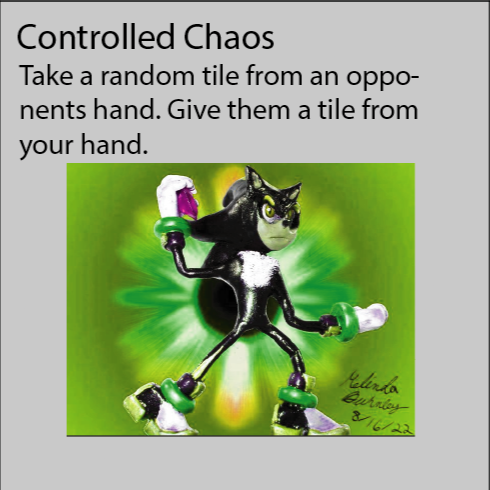 Controlled Chaos
Take a random tile from an oppo-
nents hand. Give them a tile from
your hand.
Melinda
Burnley
8/16/22